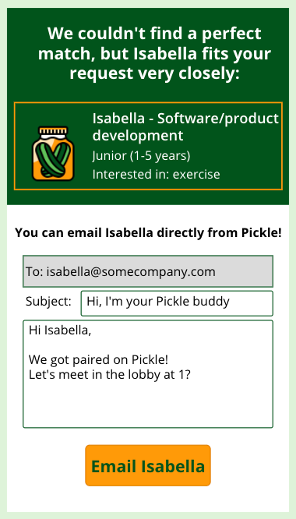 We couldn't find a perfect
match, but Isabella fits your
request very closely:
Isabella - Software/product
development
Junior (1-5 years)
Interested in: exercise
You can email Isabella directly from Pickle!
To: isabella@somecompany.com
Subject: Hi, I'm your Pickle buddy
Hi Isabella,
We got paired on Pickle!
Let's meet in the lobby at 1?
Email Isabella